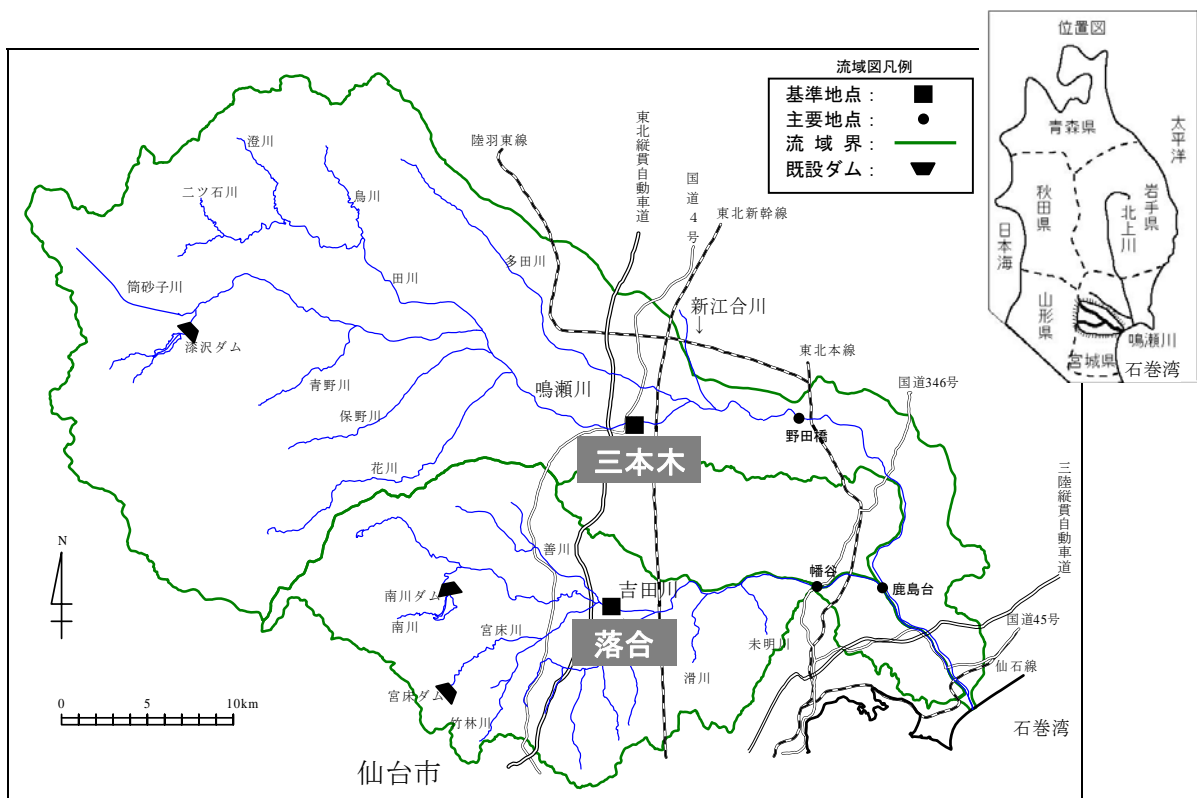 位置図
青森県
太平洋
秋田県
岩手県
北上川
日本海
山形県
宮城県
鳴瀬川
石巻湾
流域図凡例
基準地点：
主要地点：
流域界：
既設ダム：
陸羽東線
東北縦貫自動車道
国道4号
東北新幹線
澄川
二ツ石川
鳥川
多田川
筒砂子川
田川
新江合川
↓
漆沢ダム
東北本線
国道346号
青野川
鳴瀬川
保野川
野田橋
三本木
花川
三陸縦貫自動車道
N
善川
吉田川
幡谷
鹿島台
南川ダム
南川
宮床川
落合
未明川
国道45号
滑川
仙石線
宮床ダム
竹林川
0 5 10km
石巻湾
仙台市